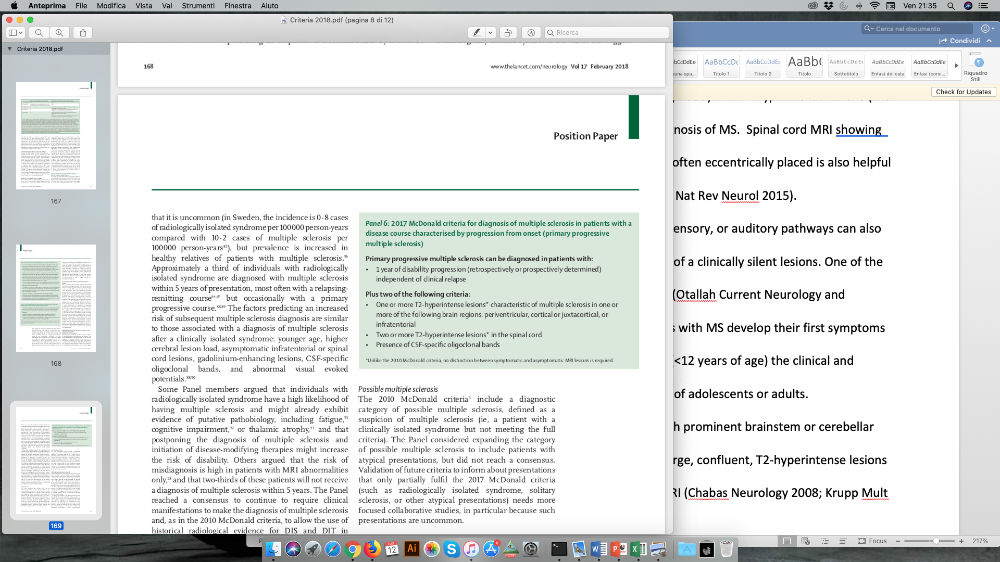 Anteprima File Modifica Vista Vai Strumenti Finestra Aiuto Ven 21:35
Criteria 2018.pdf (pagina 8 di 12)
Ricerca
Criteria 2018.pdf
167
168
169
168
www.thelancet.com/neurology Vol 17 February 2018
Position Paper
that it is uncommon (in Sweden, the incidence is 0·8 cases
of radiologically isolated syndrome per 100 000 person-years
compared with 10·2 cases of multiple sclerosis per
100 000 person-years⁸⁵), but prevalence is increased in
healthy relatives of patients with multiple sclerosis.⁸⁶
Approximately a third of individuals with radiologically
isolated syndrome are diagnosed with multiple sclerosis
within 5 years of presentation, most often with a relapsing-
remitting course⁸⁴,⁸⁷ but occasionally with a primary
progressive course.⁸⁸,⁸⁹ The factors predicting an increased
risk of subsequent multiple sclerosis diagnosis are similar
to those associated with a diagnosis of multiple sclerosis
after a clinically isolated syndrome: younger age, higher
cerebral lesion load, asymptomatic infratentorial or spinal
cord lesions, gadolinium-enhancing lesions, CSF-specific
oligoclonal bands, and abnormal visual evoked
potentials.⁸⁸,⁹⁰
Some Panel members argued that individuals with
radiologically isolated syndrome have a high likelihood of
having multiple sclerosis and might already exhibit
evidence of putative pathobiology, including fatigue,⁹¹
cognitive impairment,⁹² or thalamic atrophy,⁹³ and that
postponing the diagnosis of multiple sclerosis and
initiation of disease-modifying therapies might increase
the risk of disability. Others argued that the risk of
misdiagnosis is high in patients with MRI abnormalities
only,¹⁸ and that two-thirds of these patients will not receive
a diagnosis of multiple sclerosis within 5 years. The Panel
reached a consensus to continue to require clinical
manifestations to make the diagnosis of multiple sclerosis
and, as in the 2010 McDonald criteria, to allow the use of
historical radiological evidence for DIS and DIT in
Panel 6: 2017 McDonald criteria for diagnosis of multiple sclerosis in patients with a
disease course characterised by progression from onset (primary progressive
multiple sclerosis)
Primary progressive multiple sclerosis can be diagnosed in patients with:
• 1 year of disability progression (retrospectively or prospectively determined)
independent of clinical relapse
Plus two of the following criteria:
• One or more T2-hyperintense lesions* characteristic of multiple sclerosis in one or
more of the following brain regions: periventricular, cortical or juxtacortical, or
infratentorial
• Two or more T2-hyperintense lesions* in the spinal cord
• Presence of CSF-specific oligoclonal bands
*Unlike the 2010 McDonald criteria, no distinction between symptomatic and asymptomatic MRI lesions is required.
Possible multiple sclerosis
The 2010 McDonald criteria⁵ include a diagnostic
category of possible multiple sclerosis, defined as a
suspicion of multiple sclerosis (ie, a patient with a
clinically isolated syndrome but not meeting the full
criteria). The Panel considered expanding the category
of possible multiple sclerosis to include patients with
atypical presentations, but did not reach a consensus.
Validation of future criteria to inform about presentations
that only partially fulfil the 2017 McDonald criteria
(such as radiologically isolated syndrome, solitary
sclerosis, or other atypical presentations) needs more
focused collaborative studies, in particular because such
presentations are uncommon.
Cerca nel documento
Condividi
bCcDdEe AaBbCcDc AaBbCcDdEe AaBb( AaBbCcDdEe AaBbCcDdEe AaBbCcDdEe
una spa... Titolo 1 Titolo 2 Titolo Sottotitolo Enfasi delicata Enfasi (corsi...
Riquadro
Stili
Check for Updates
nosis of MS. Spinal cord MRI showing
often eccentrically placed is also helpful
Nat Rev Neurol 2015).
ensory, or auditory pathways can also
of a clinically silent lesions. One of the
(Otallah Current Neurology and
s with MS develop their first symptoms
(<12 years of age) the clinical and
of adolescents or adults.
h prominent brainstem or cerebellar
rge, confluent, T2-hyperintense lesions
RI (Chabas Neurology 2008; Krupp Mult
Focus 217%
LUG
12
Ai
6
LITE